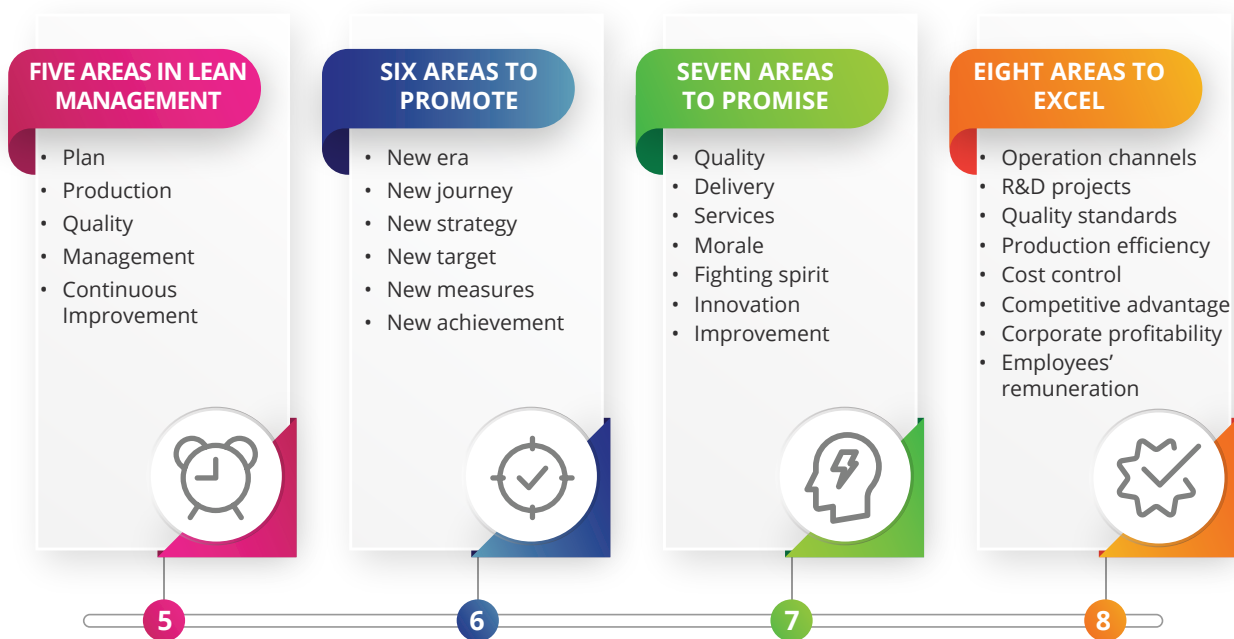 FIVE AREAS IN LEAN
MANAGEMENT
• Plan
• Production
• Quality
• Management
• Continuous
Improvement
SIX AREAS TO
PROMOTE
• New era
• New journey
• New strategy
• New target
• New measures
• New achievement
SEVEN AREAS
TO PROMISE
• Quality
• Delivery
• Services
• Morale
• Fighting spirit
• Innovation
• Improvement
EIGHT AREAS TO
EXCEL
• Operation channels
• R&D projects
• Quality standards
• Production efficiency
• Cost control
• Competitive advantage
• Corporate profitability
• Employees’
remuneration
5
6
7
8